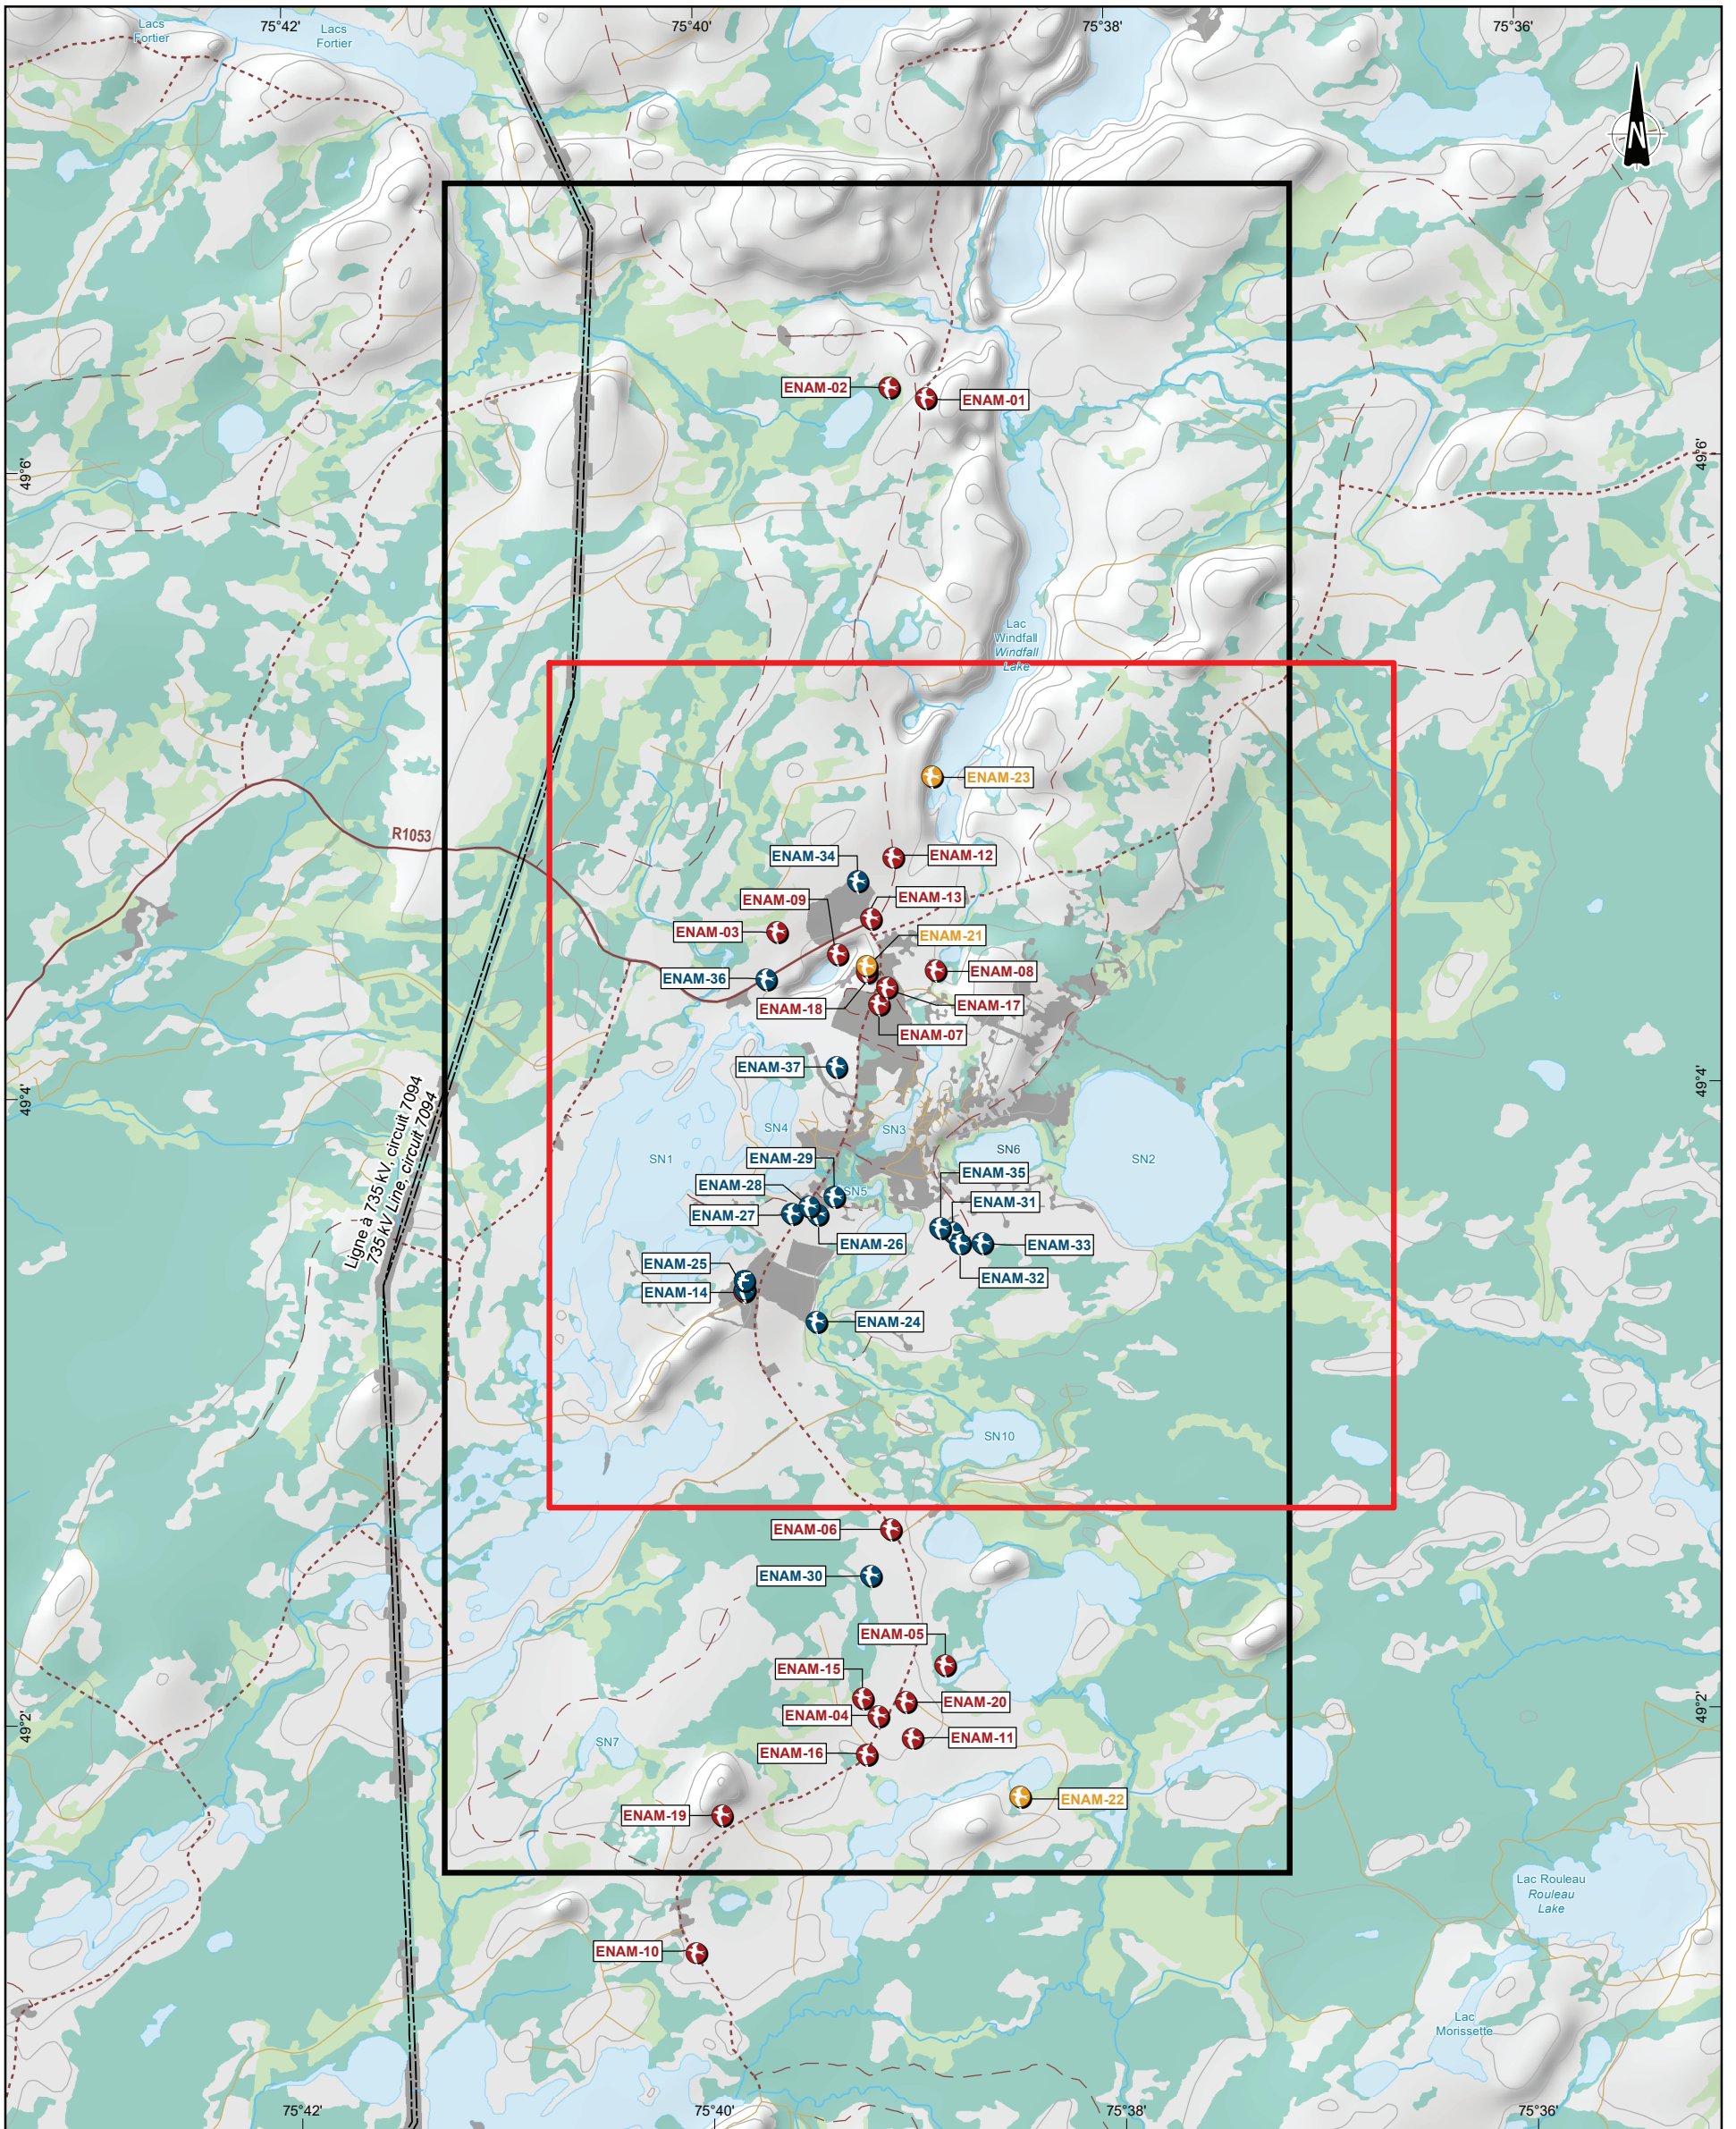 75°42'
75°40'
75°38'
75°36'
Lacs
Fortier
Lacs
Fortier
N
ENAM-02
ENAM-01
49°6'
49°6'
Lac
Windfall
Windfall
Lake
ENAM-23
R1053
ENAM-34
ENAM-12
ENAM-09
ENAM-13
ENAM-03
ENAM-21
ENAM-36
ENAM-08
ENAM-18
ENAM-17
ENAM-07
ENAM-37
49°4'
49°4'
Ligne à 735 kV, circuit 7094
735 kV Line, circuit 7094
SN4
SN3
SN6
SN1
SN2
ENAM-29
ENAM-35
ENAM-28
SN5
ENAM-31
ENAM-27
ENAM-26
ENAM-33
ENAM-25
ENAM-32
ENAM-14
ENAM-24
SN10
ENAM-06
ENAM-30
ENAM-05
ENAM-15
ENAM-20
ENAM-04
49°2'
49°2'
ENAM-11
SN7
ENAM-16
ENAM-22
ENAM-19
Lac Rouleau
Rouleau
Lake
ENAM-10
Lac
Morissette
75°42'
75°40'
75°38'
75°36'